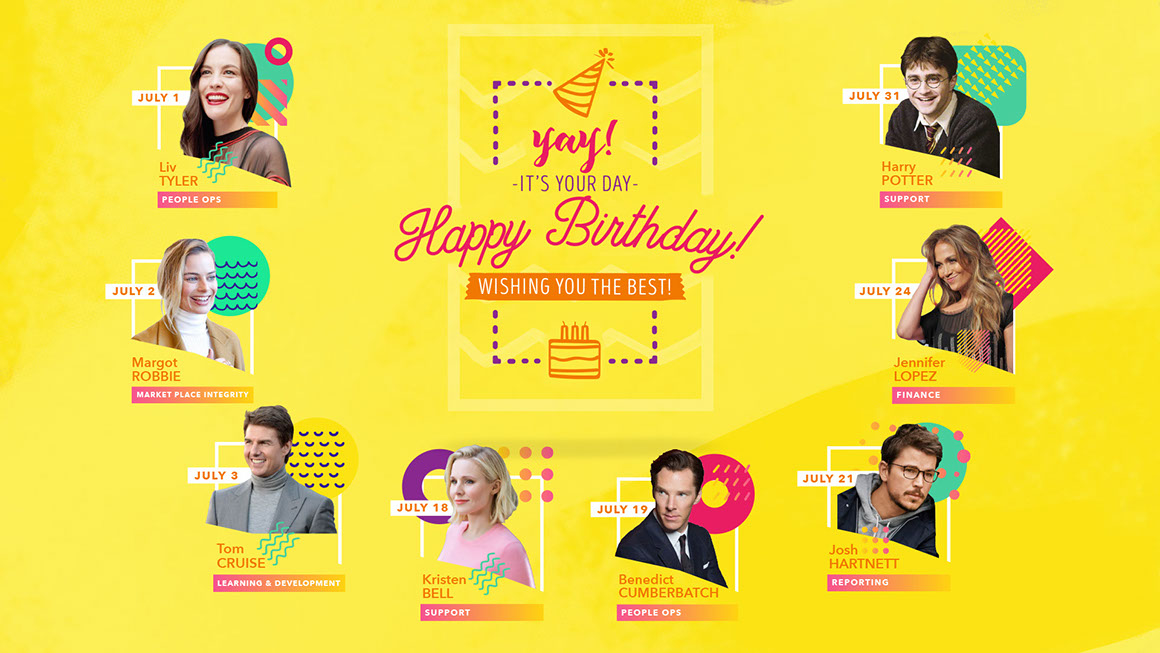 yay!
-IT'S YOUR DAY-
Happy Birthday!
WISHING YOU THE BEST!
JULY 1
Liv
TYLER
PEOPLE OPS
JULY 2
Margot
ROBBIE
MARKET PLACE INTEGRITY
JULY 3
Tom
CRUISE
LEARNING & DEVELOPMENT
JULY 18
Kristen
BELL
SUPPORT
JULY 19
Benedict
CUMBERBATCH
PEOPLE OPS
JULY 21
Josh
HARTNETT
REPORTING
JULY 24
Jennifer
LOPEZ
FINANCE
JULY 31
Harry
POTTER
SUPPORT